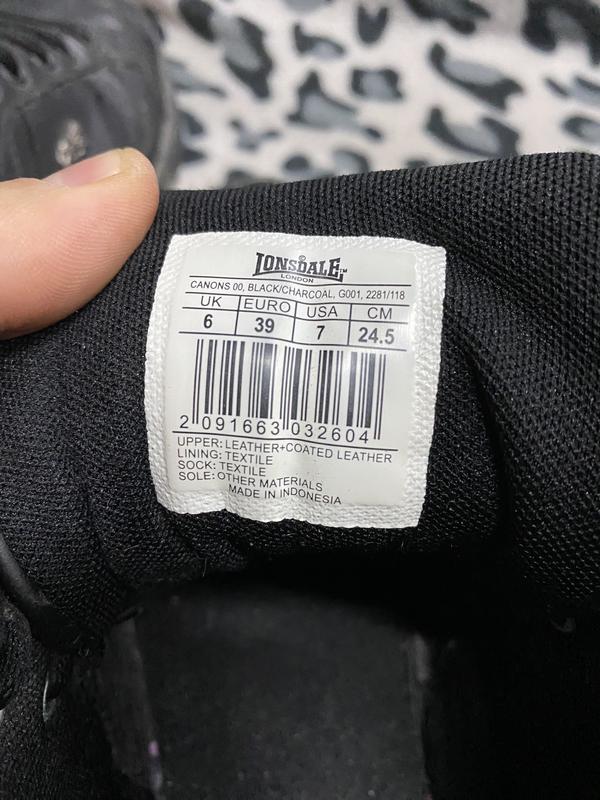 LONSDALE™
LONDON
CANONS 00, BLACK/CHARCOAL, G001, 2281/118
UK EURO USA CM
6 39 7 24.5
2 091663 032604
UPPER: LEATHER+COATED LEATHER
LINING: TEXTILE
SOCK: TEXTILE
SOLE: OTHER MATERIALS
MADE IN INDONESIA